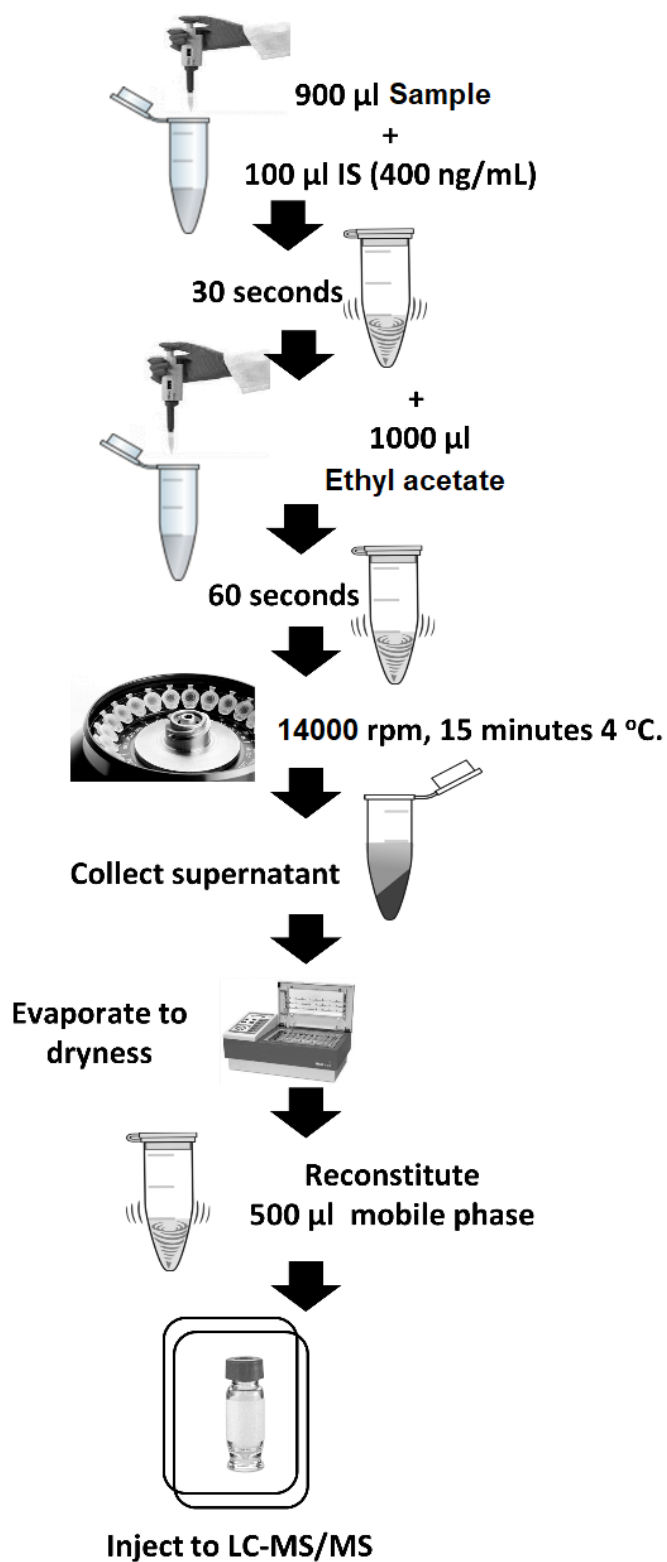 900 µl Sample
+
100 µl IS (400 ng/mL)
30 seconds
+
1000 µl
Ethyl acetate
60 seconds
14000 rpm, 15 minutes 4 °C.
Collect supernatant
Evaporate to
dryness
Reconstitute
500 µl mobile phase
Inject to LC-MS/MS